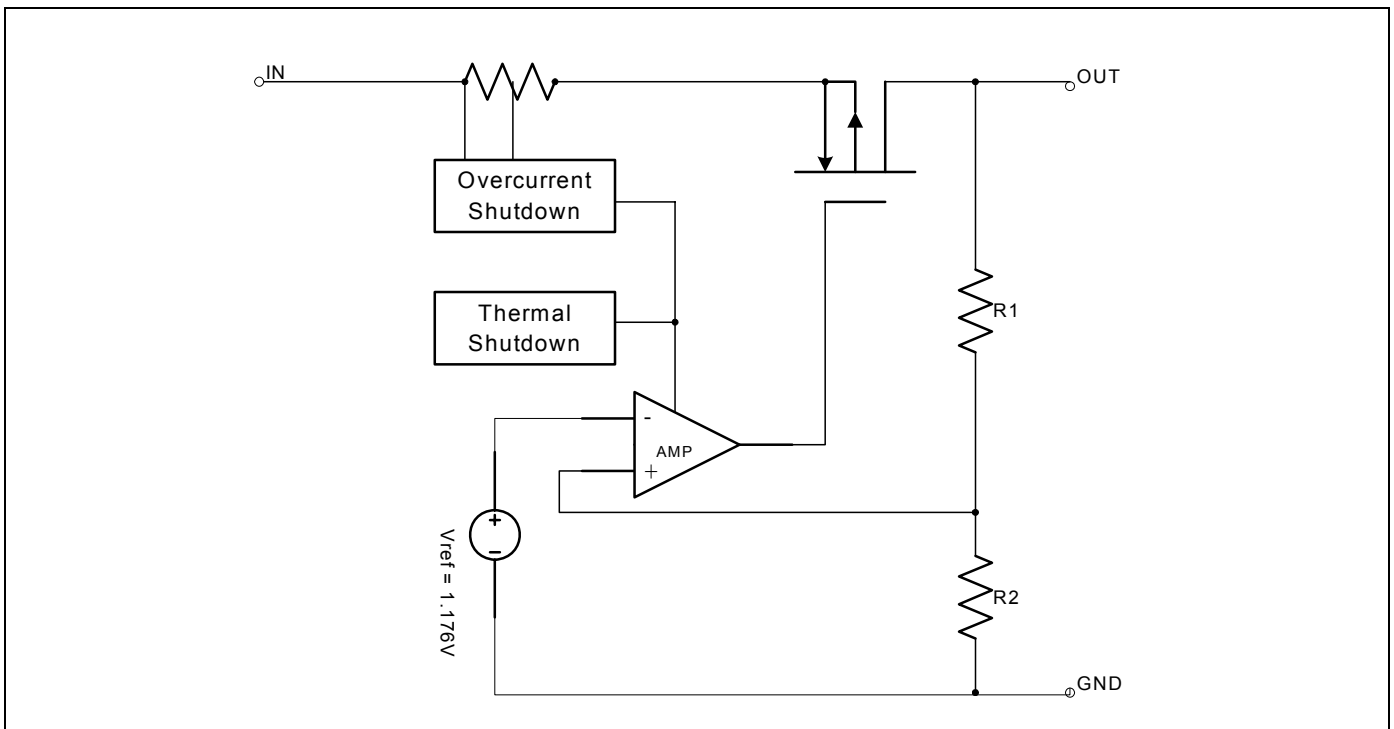 IN
OUT
Overcurrent
Shutdown
Thermal
Shutdown
R1
-
AMP
+
+
–
Vref = 1.176V
R2
GND